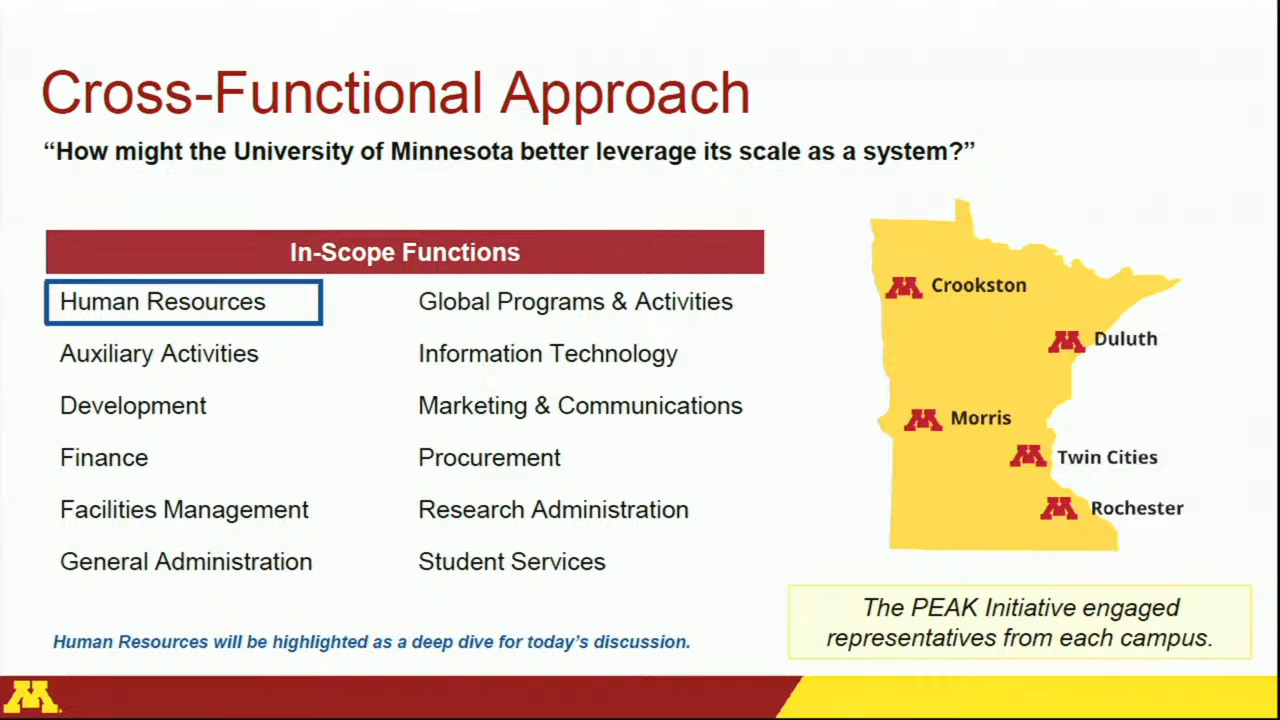 Cross-Functional Approach
“How might the University of Minnesota better leverage its scale as a system?”
In-Scope Functions
Human Resources
Auxiliary Activities
Development
Finance
Facilities Management
General Administration
Global Programs & Activities
Information Technology
Marketing & Communications
Procurement
Research Administration
Student Services
Human Resources will be highlighted as a deep dive for today’s discussion.
M Crookston
M Duluth
M Morris
M Twin Cities
M Rochester
The PEAK Initiative engaged
representatives from each campus.
M